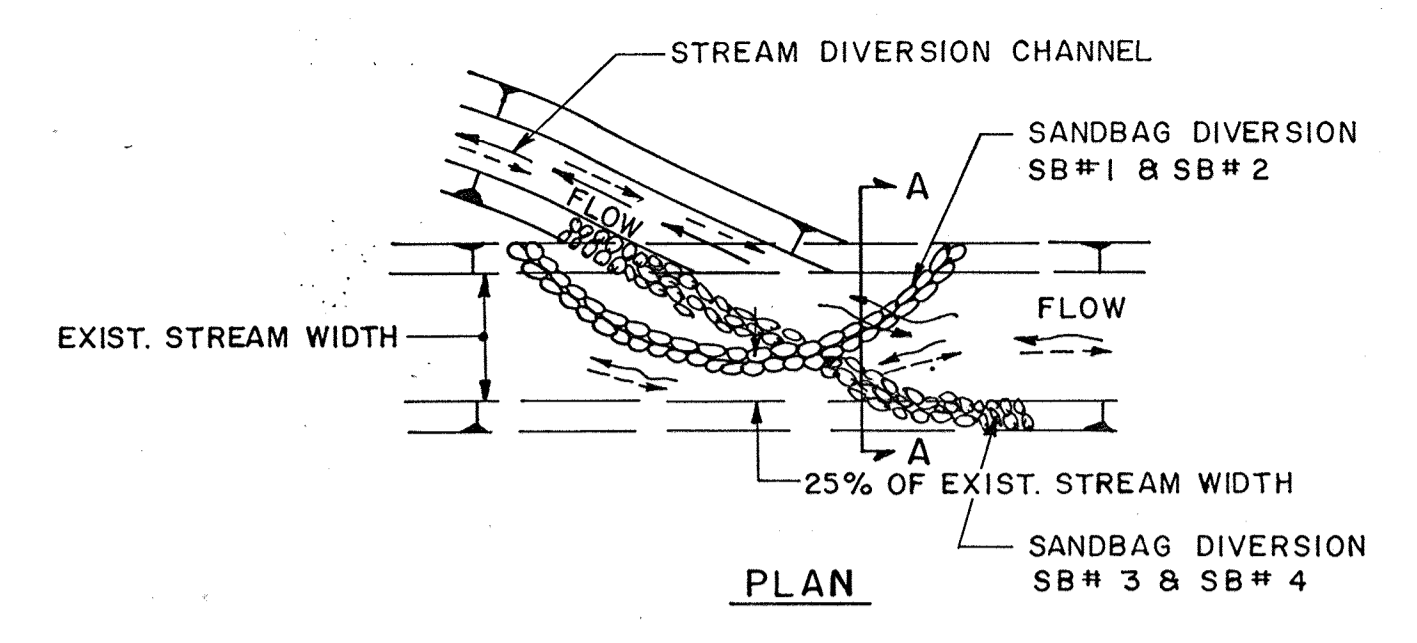 STREAM DIVERSION CHANNEL
SANDBAG DIVERSION
SB#1 & SB#2
A
FLOW
FLOW
EXIST. STREAM WIDTH
A
25% OF EXIST. STREAM WIDTH
SANDBAG DIVERSION
SB# 3 & SB# 4
PLAN